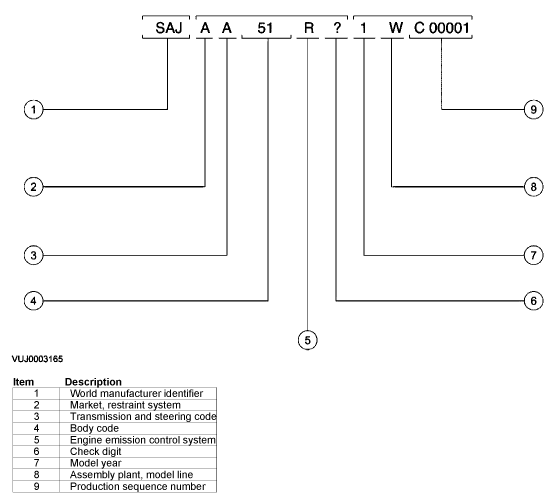 SAJ A A 51 R ? 1 W C 00001
1
9
2
8
3
7
4
6
5
VUJ0003165
Item Description
1 World manufacturer identifier
2 Market, restraint system
3 Transmission and steering code
4 Body code
5 Engine emission control system
6 Check digit
7 Model year
8 Assembly plant, model line
9 Production sequence number